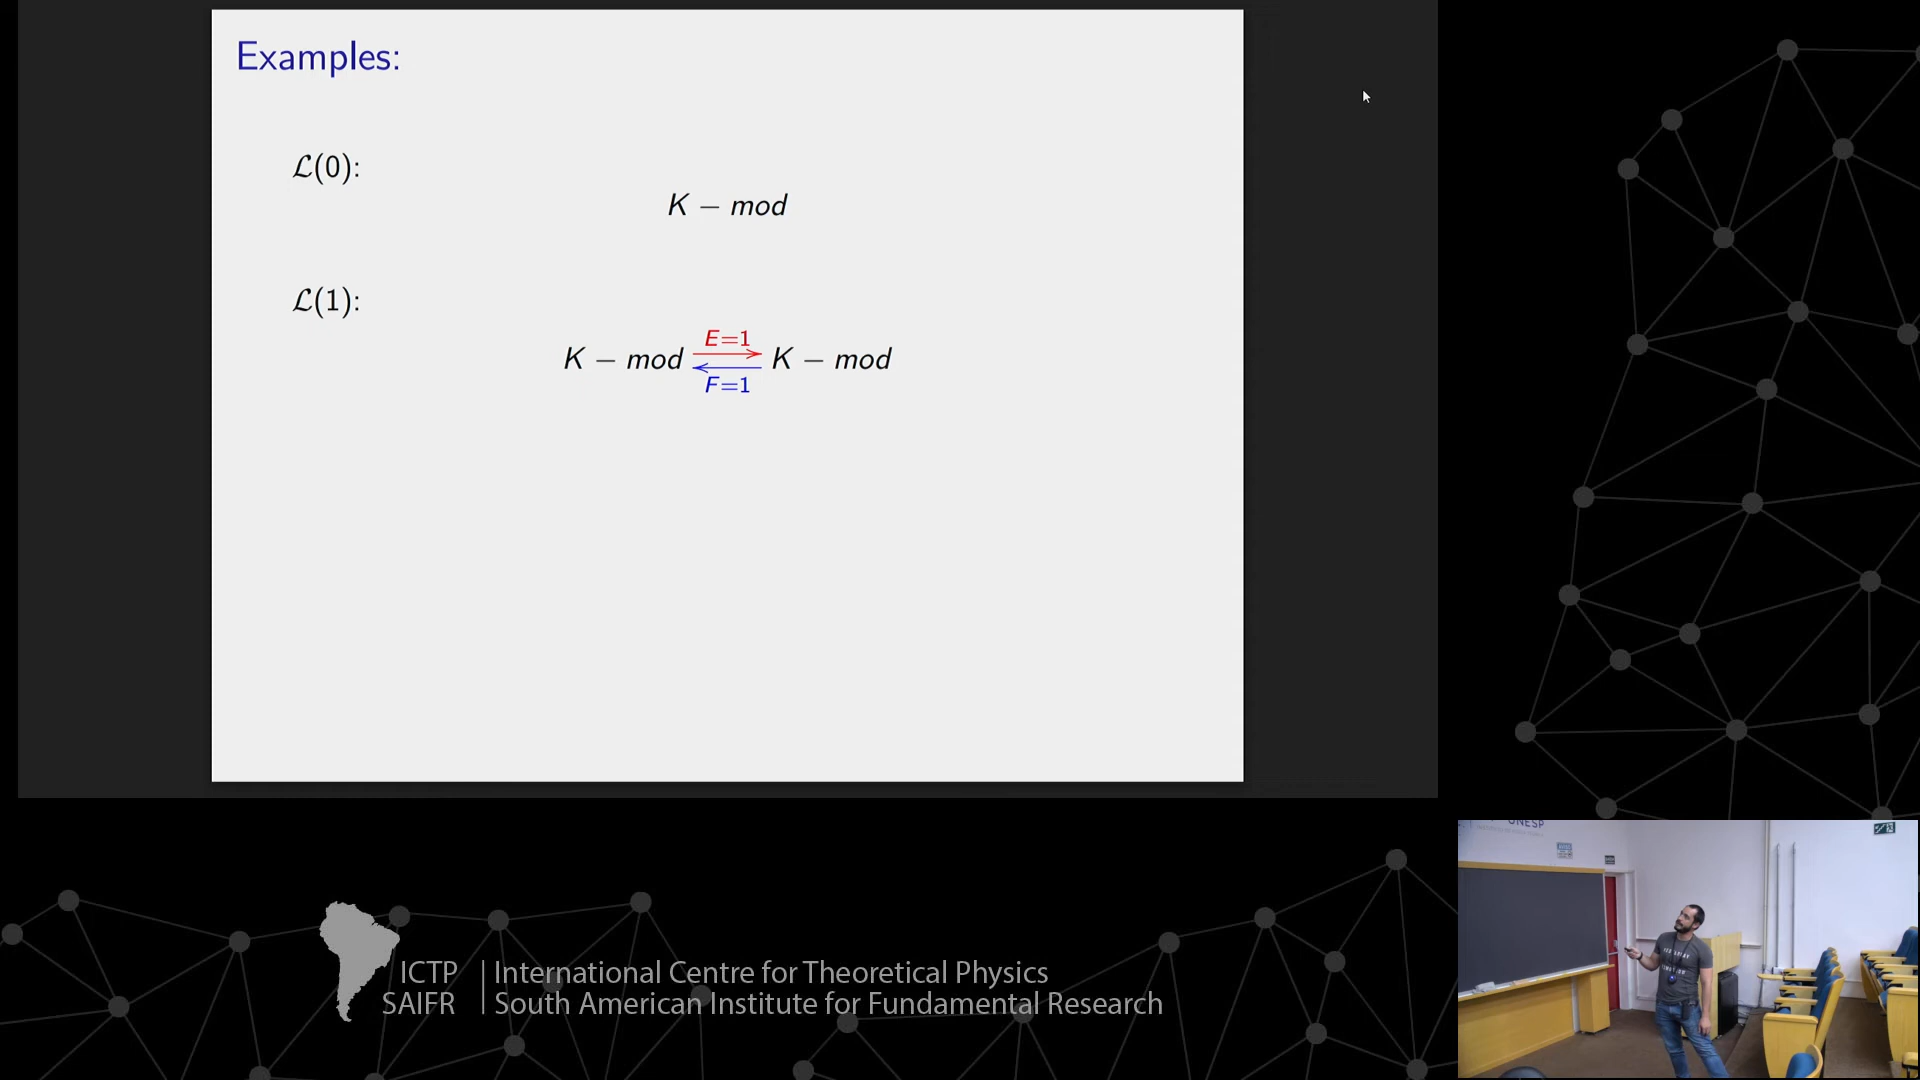 Examples:
𝓛(0):
K − mod
𝓛(1):
E=1
K − mod ⇄ K − mod
F=1
ICTP | International Centre for Theoretical Physics
SAIFR | South American Institute for Fundamental Research
UNESP